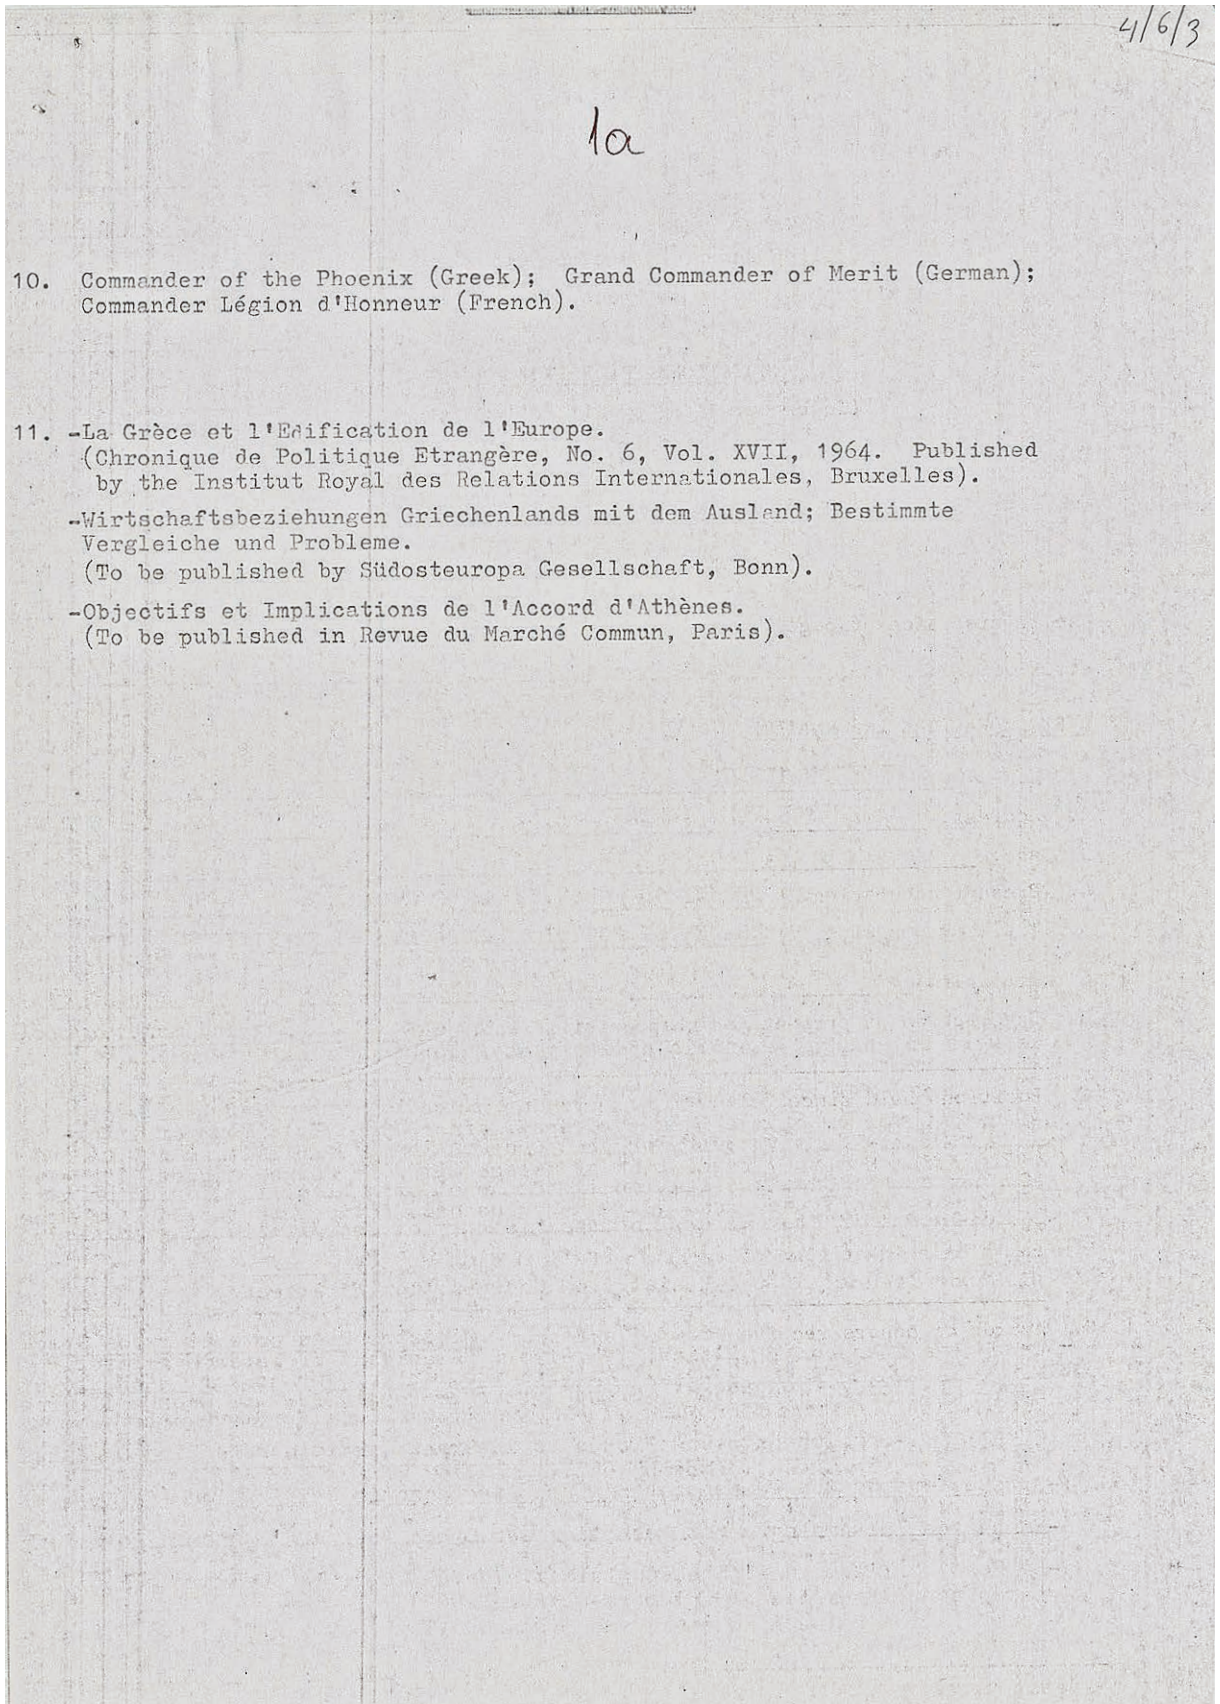 4/6/3
1a
10. Commander of the Phoenix (Greek); Grand Commander of Merit (German);
Commander Légion d'Honneur (French).
11. -La Grèce et l'Edification de l'Europe.
(Chronique de Politique Etrangère, No. 6, Vol. XVII, 1964. Published
by the Institut Royal des Relations Internationales, Bruxelles).
-Wirtschaftsbeziehungen Griechenlands mit dem Ausland; Bestimmte
Vergleiche und Probleme.
(To be published by Südosteuropa Gesellschaft, Bonn).
-Objectifs et Implications de l'Accord d'Athènes.
(To be published in Revue du Marché Commun, Paris).